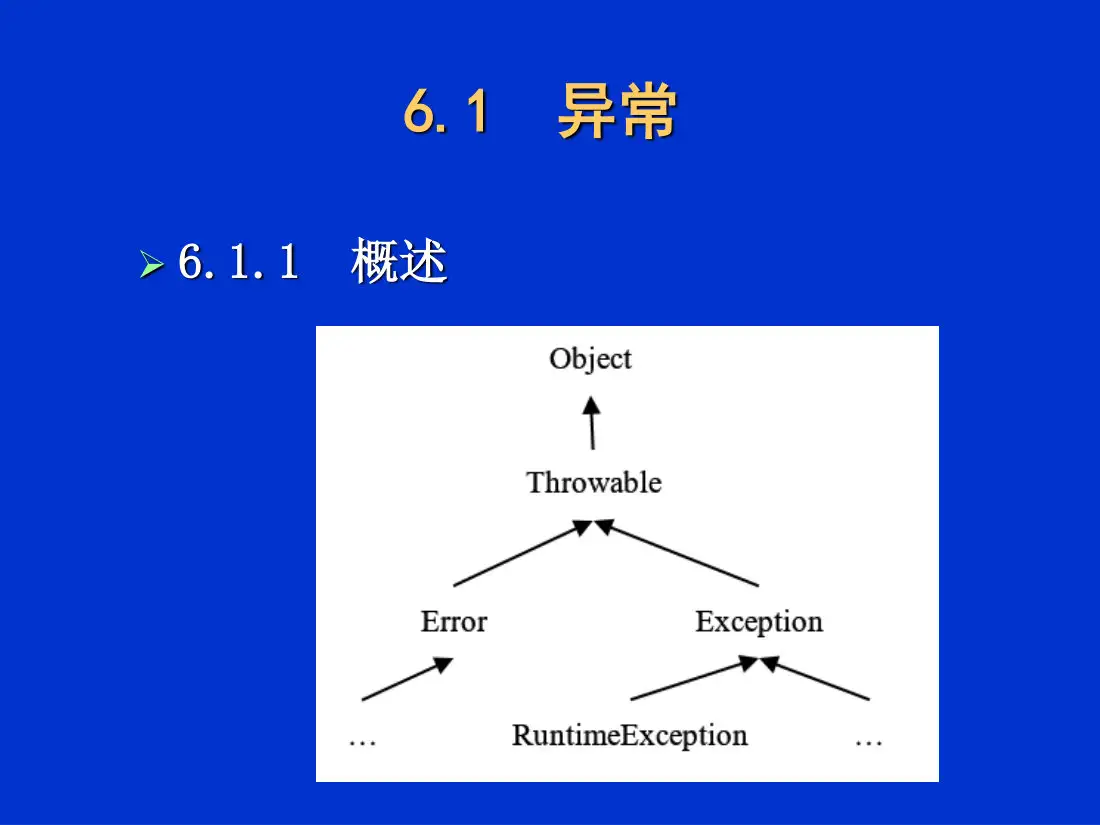 6.1 异常
6.1.1 概述
Object
Throwable
Error Exception
… RuntimeException …